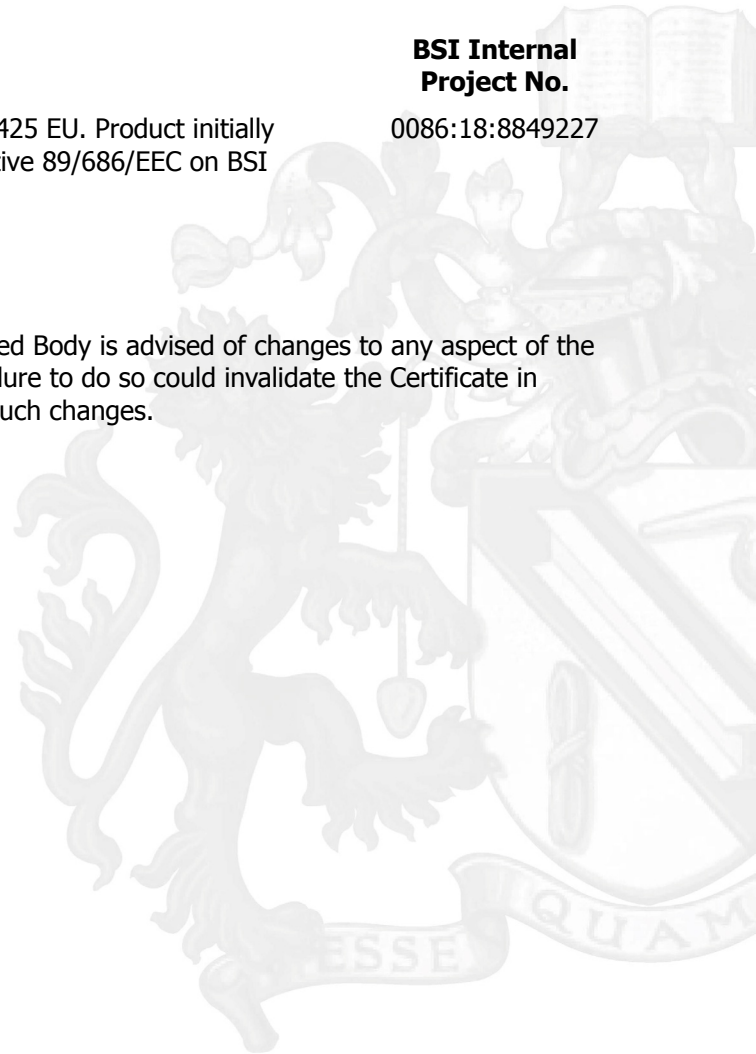 BSI Internal
Project No.
425 EU. Product initially 0086:18:8849227
tive 89/686/EEC on BSI
ed Body is advised of changes to any aspect of the
lure to do so could invalidate the Certificate in
uch changes.
ESSE QUAM